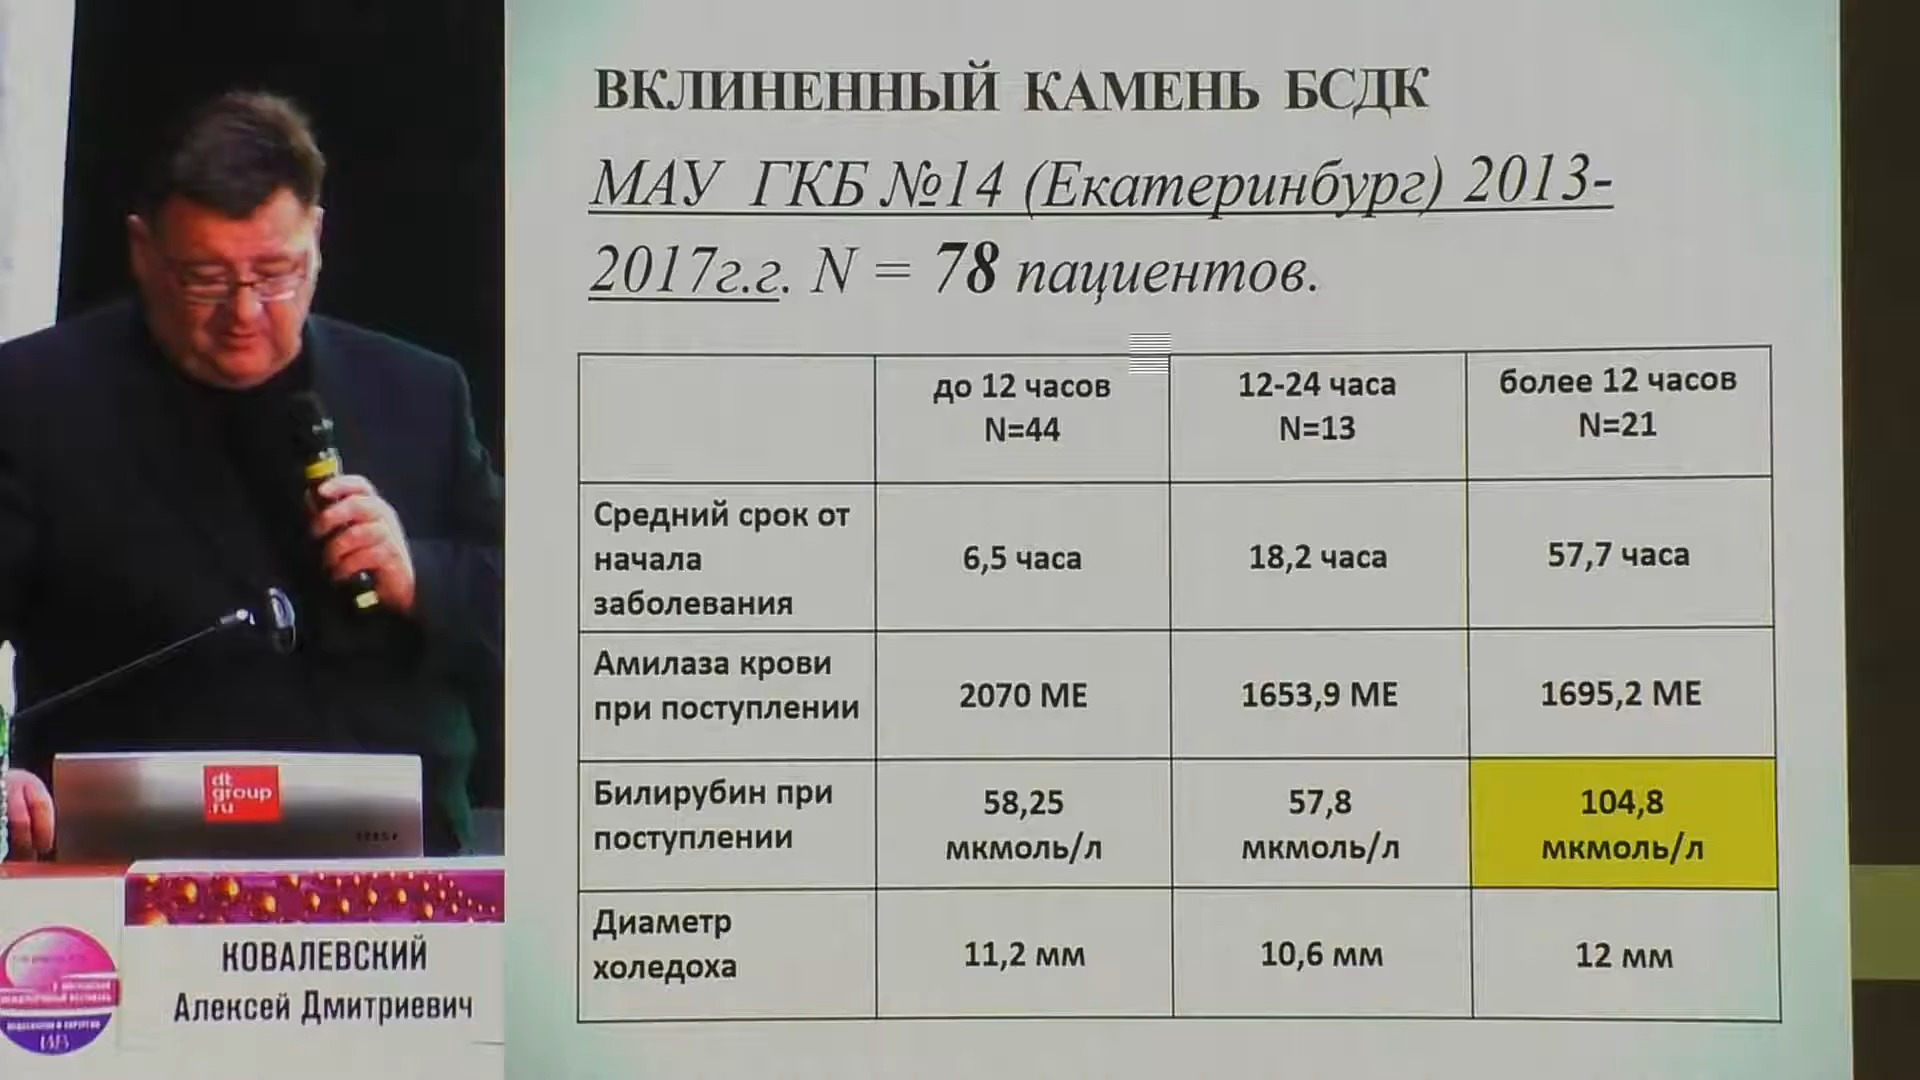 ВКЛИНЕННЫЙ КАМЕНЬ БСДК
МАУ ГКБ №14 (Екатеринбург) 2013-
2017г.г. N = 78 пациентов.
до 12 часов
N=44
12-24 часа
N=13
более 12 часов
N=21
Средний срок от
начала
заболевания
6,5 часа
18,2 часа
57,7 часа
Амилаза крови
при поступлении
2070 МЕ
1653,9 МЕ
1695,2 МЕ
Билирубин при
поступлении
58,25
мкмоль/л
57,8
мкмоль/л
104,8
мкмоль/л
Диаметр
холедоха
11,2 мм
10,6 мм
12 мм
dt
group
.ru
КОВАЛЕВСКИЙ
Алексей Дмитриевич